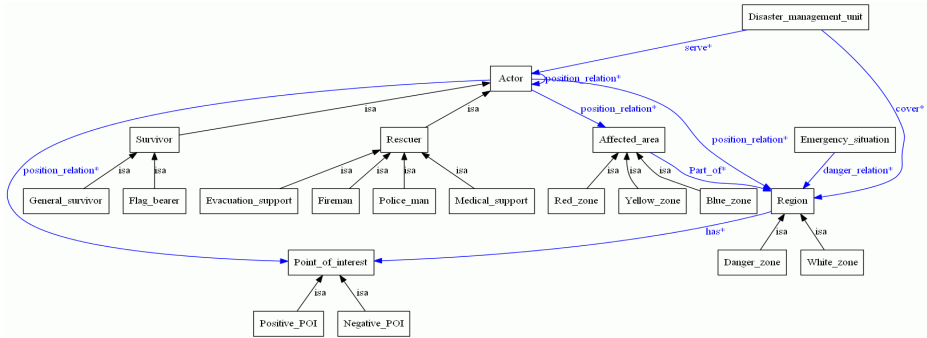 Disaster_management_unit
serve*
Actor
position_relation*
isa
isa
position_relation*
cover*
Survivor
Rescuer
Affected_area
position_relation*
Emergency_situation
position_relation*
isa
isa
isa
isa
isa
isa
isa
isa
isa
Part_of*
danger_relation*
General_survivor
Flag_bearer
Evacuation_support
Fireman
Police_man
Medical_support
Red_zone
Yellow_zone
Blue_zone
Region
has*
isa
isa
Point_of_interest
Danger_zone
White_zone
isa
isa
Positive_POI
Negative_POI